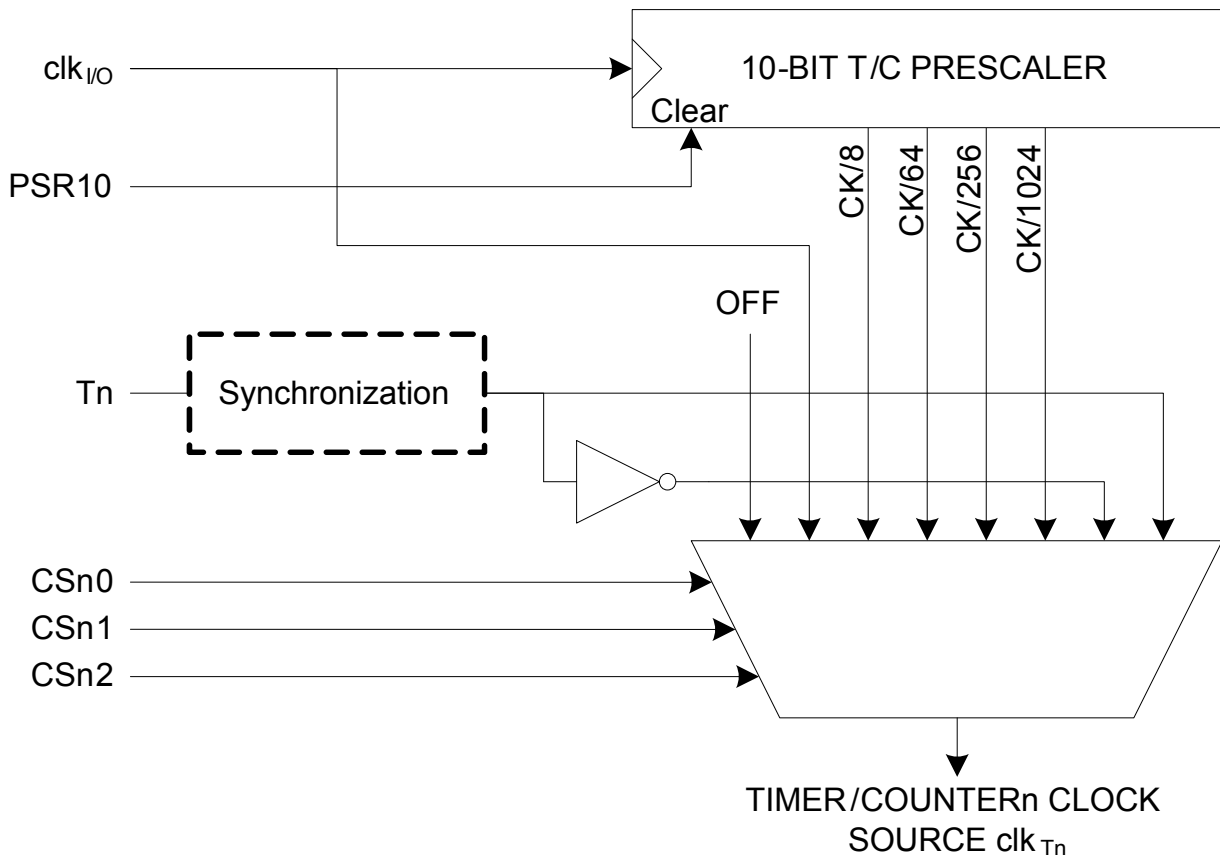 clkI/O
10-BIT T/C PRESCALER
Clear
PSR10
CK/8
CK/64
CK/256
CK/1024
OFF
Tn
Synchronization
CSn0
CSn1
CSn2
TIMER/COUNTERn CLOCK
SOURCE clkTn